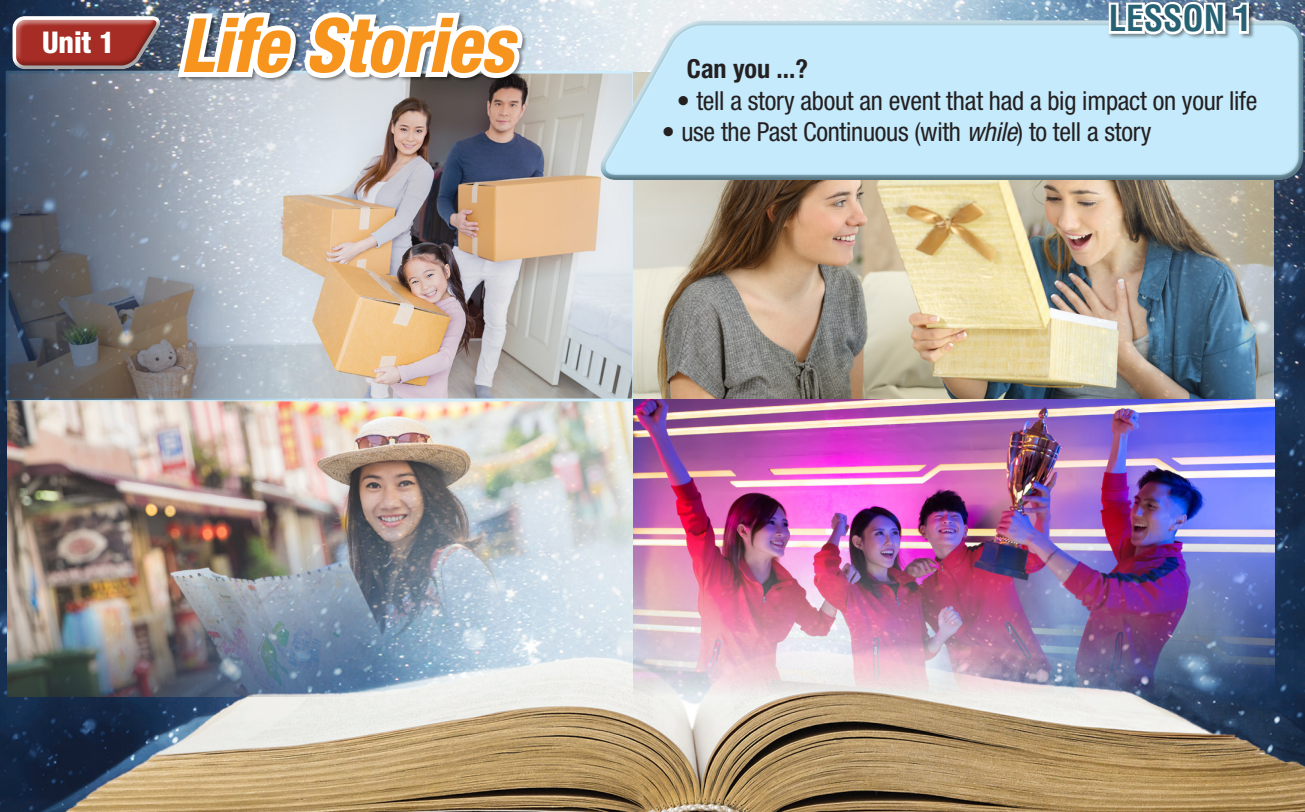 Unit 1
Life Stories
LESSON 1
Can you ...?
• tell a story about an event that had a big impact on your life
• use the Past Continuous (with while) to tell a story